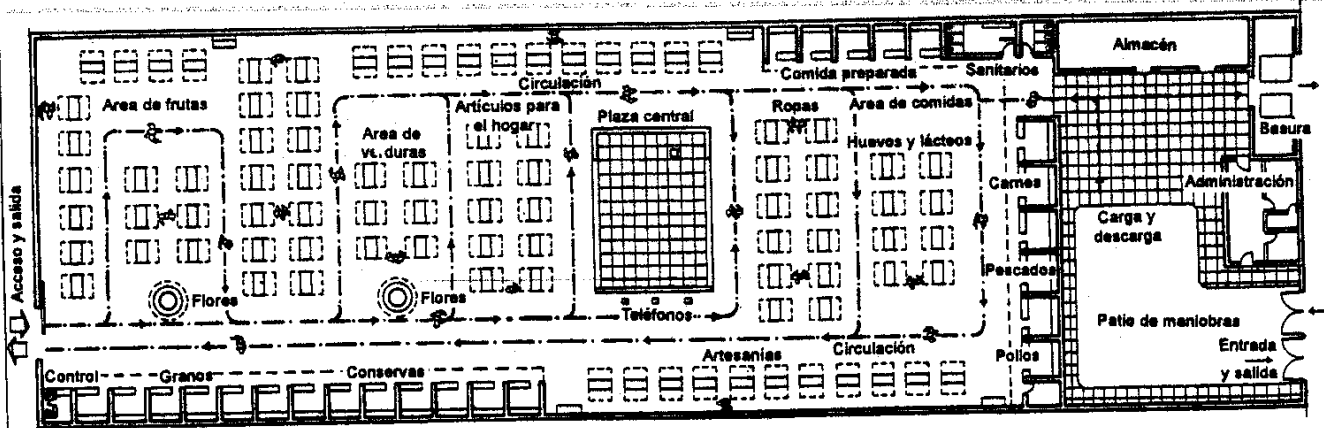 Almacén
Comida preparada
Sanitarios
Circulación
Area de frutas
Artículos para
el hogar
Ropas
Area de comidas
Plaza central
Basura
Area de
duras
Huevos y lácteos
Carnes
Administración
Acceso y salida
Carga y
descarga
Pescados
Flores
Flores
Teléfonos
Patio de maniobras
Artesanías
Circulación
Pollos
Entrada
y salida
Control
Granos
Conservas